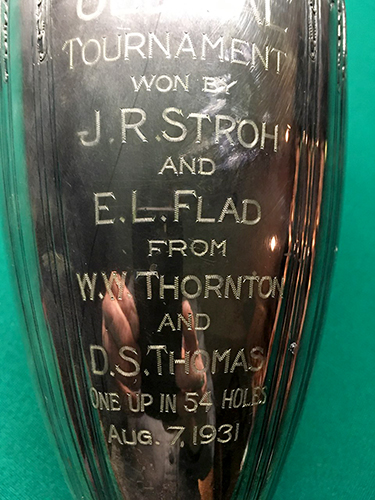 TOURNAMENT
WON BY
J.R. STROH
AND
E.L. FLAD
FROM
W.W. THORNTON
AND
D.S. THOMAS
ONE UP IN 54 HOLES
AUG. 7, 1931